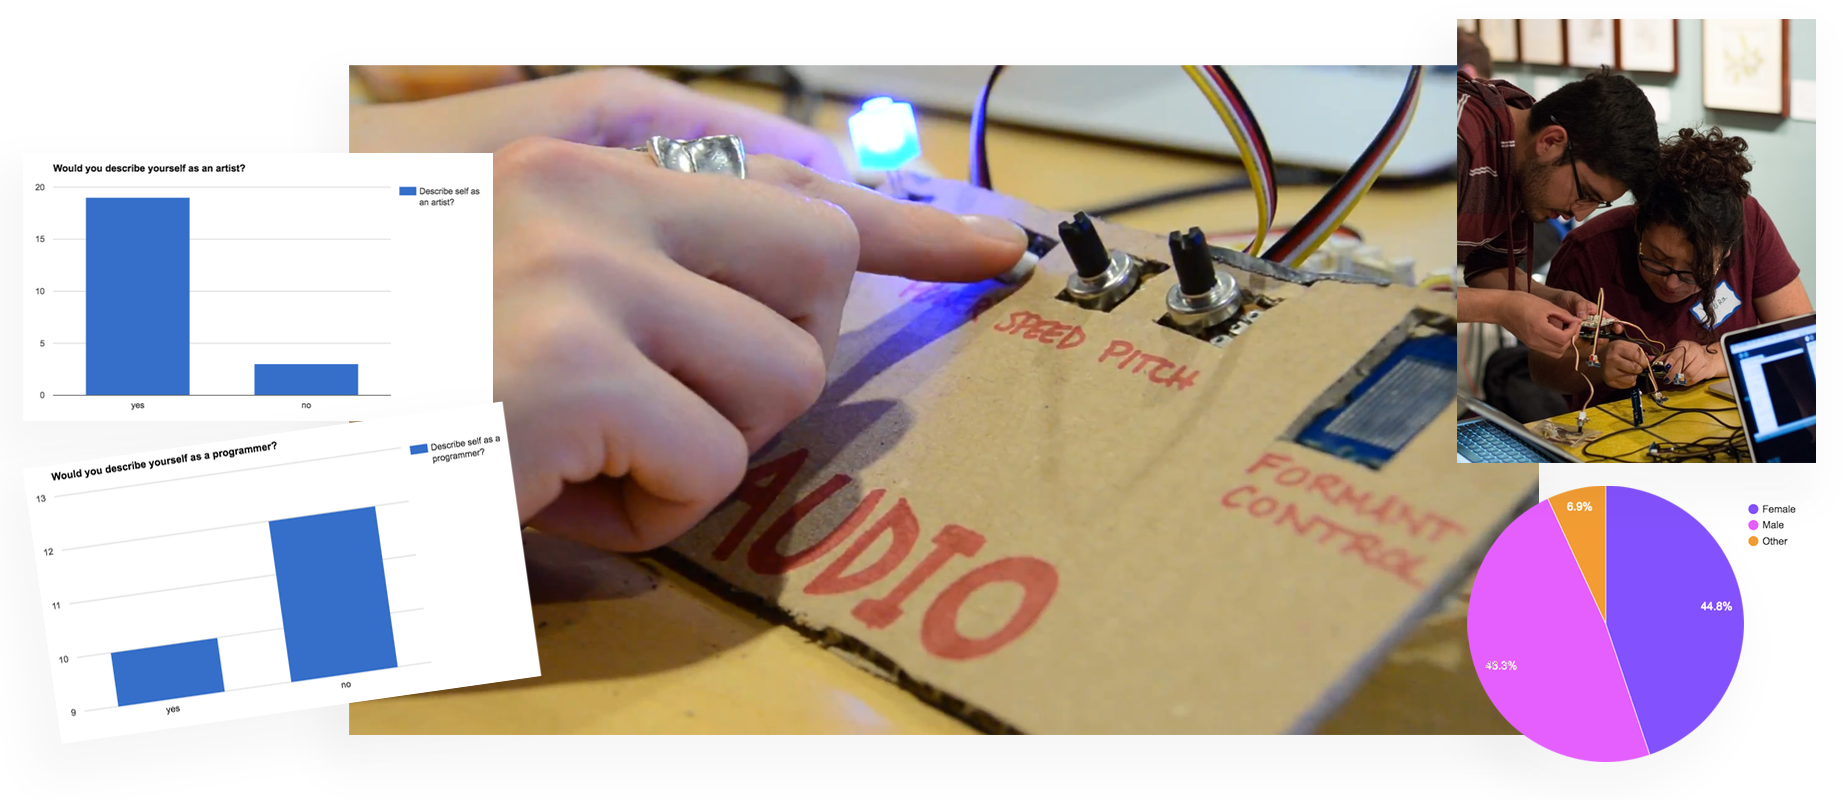 Would you describe yourself as an artist?
20
15
10
5
0
yes
no
Describe self as
an artist?
Would you describe yourself as a programmer?
13
12
11
10
9
yes
no
Describe self as a
programmer?
SPEED PITCH
FORMANT
CONTROL
AUDIO
6.9%
44.8%
48.3%
Female
Male
Other